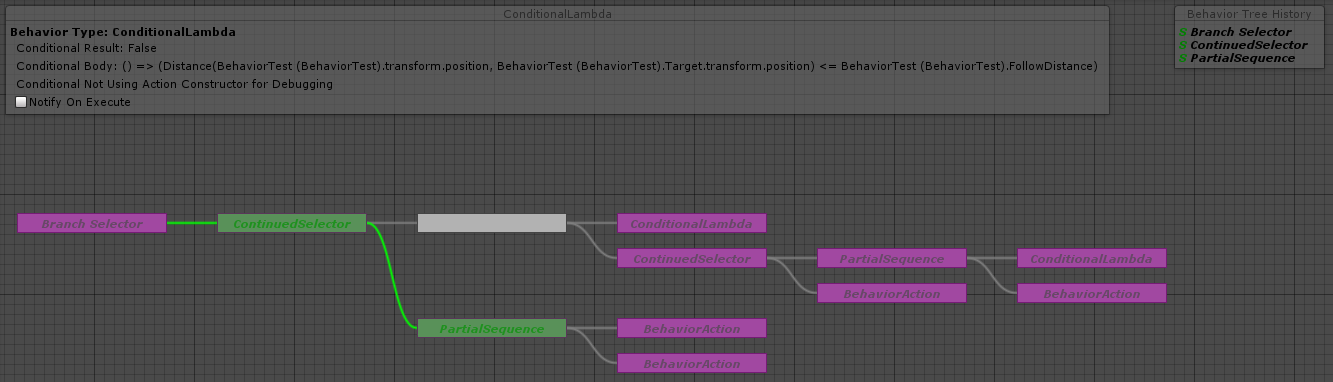 ConditionalLambda
Behavior Type: ConditionalLambda
Conditional Result: False
Conditional Body: () => (Distance(BehaviorTest (BehaviorTest).transform.position, BehaviorTest (BehaviorTest).Target.transform.position) <= BehaviorTest (BehaviorTest).FollowDistance)
Conditional Not Using Action Constructor for Debugging
Notify On Execute
Behavior Tree History
S Branch Selector
S ContinuedSelector
S PartialSequence
Branch Selector
ContinuedSelector
ConditionalLambda
ContinuedSelector
PartialSequence
ConditionalLambda
BehaviorAction
BehaviorAction
PartialSequence
BehaviorAction
BehaviorAction